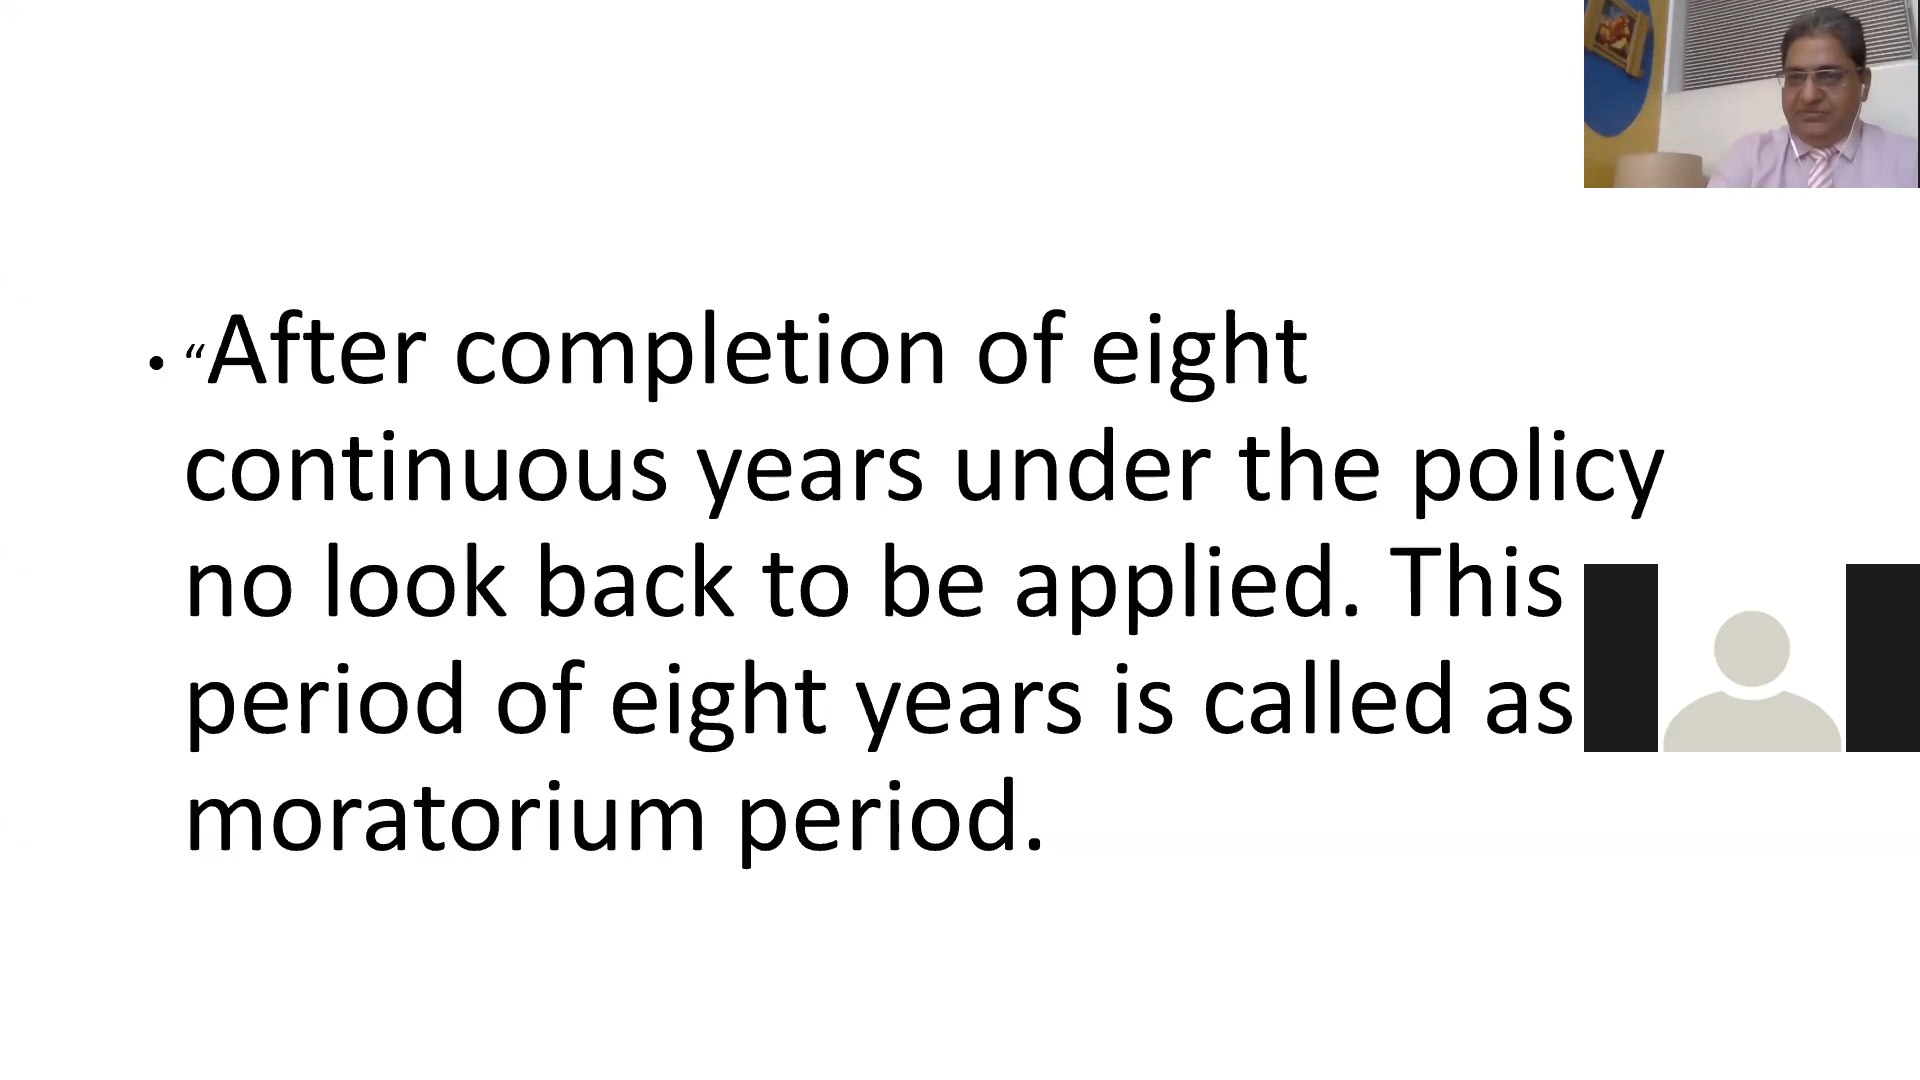 • “After completion of eight
continuous years under the policy
no look back to be applied. This
period of eight years is called as
moratorium period.